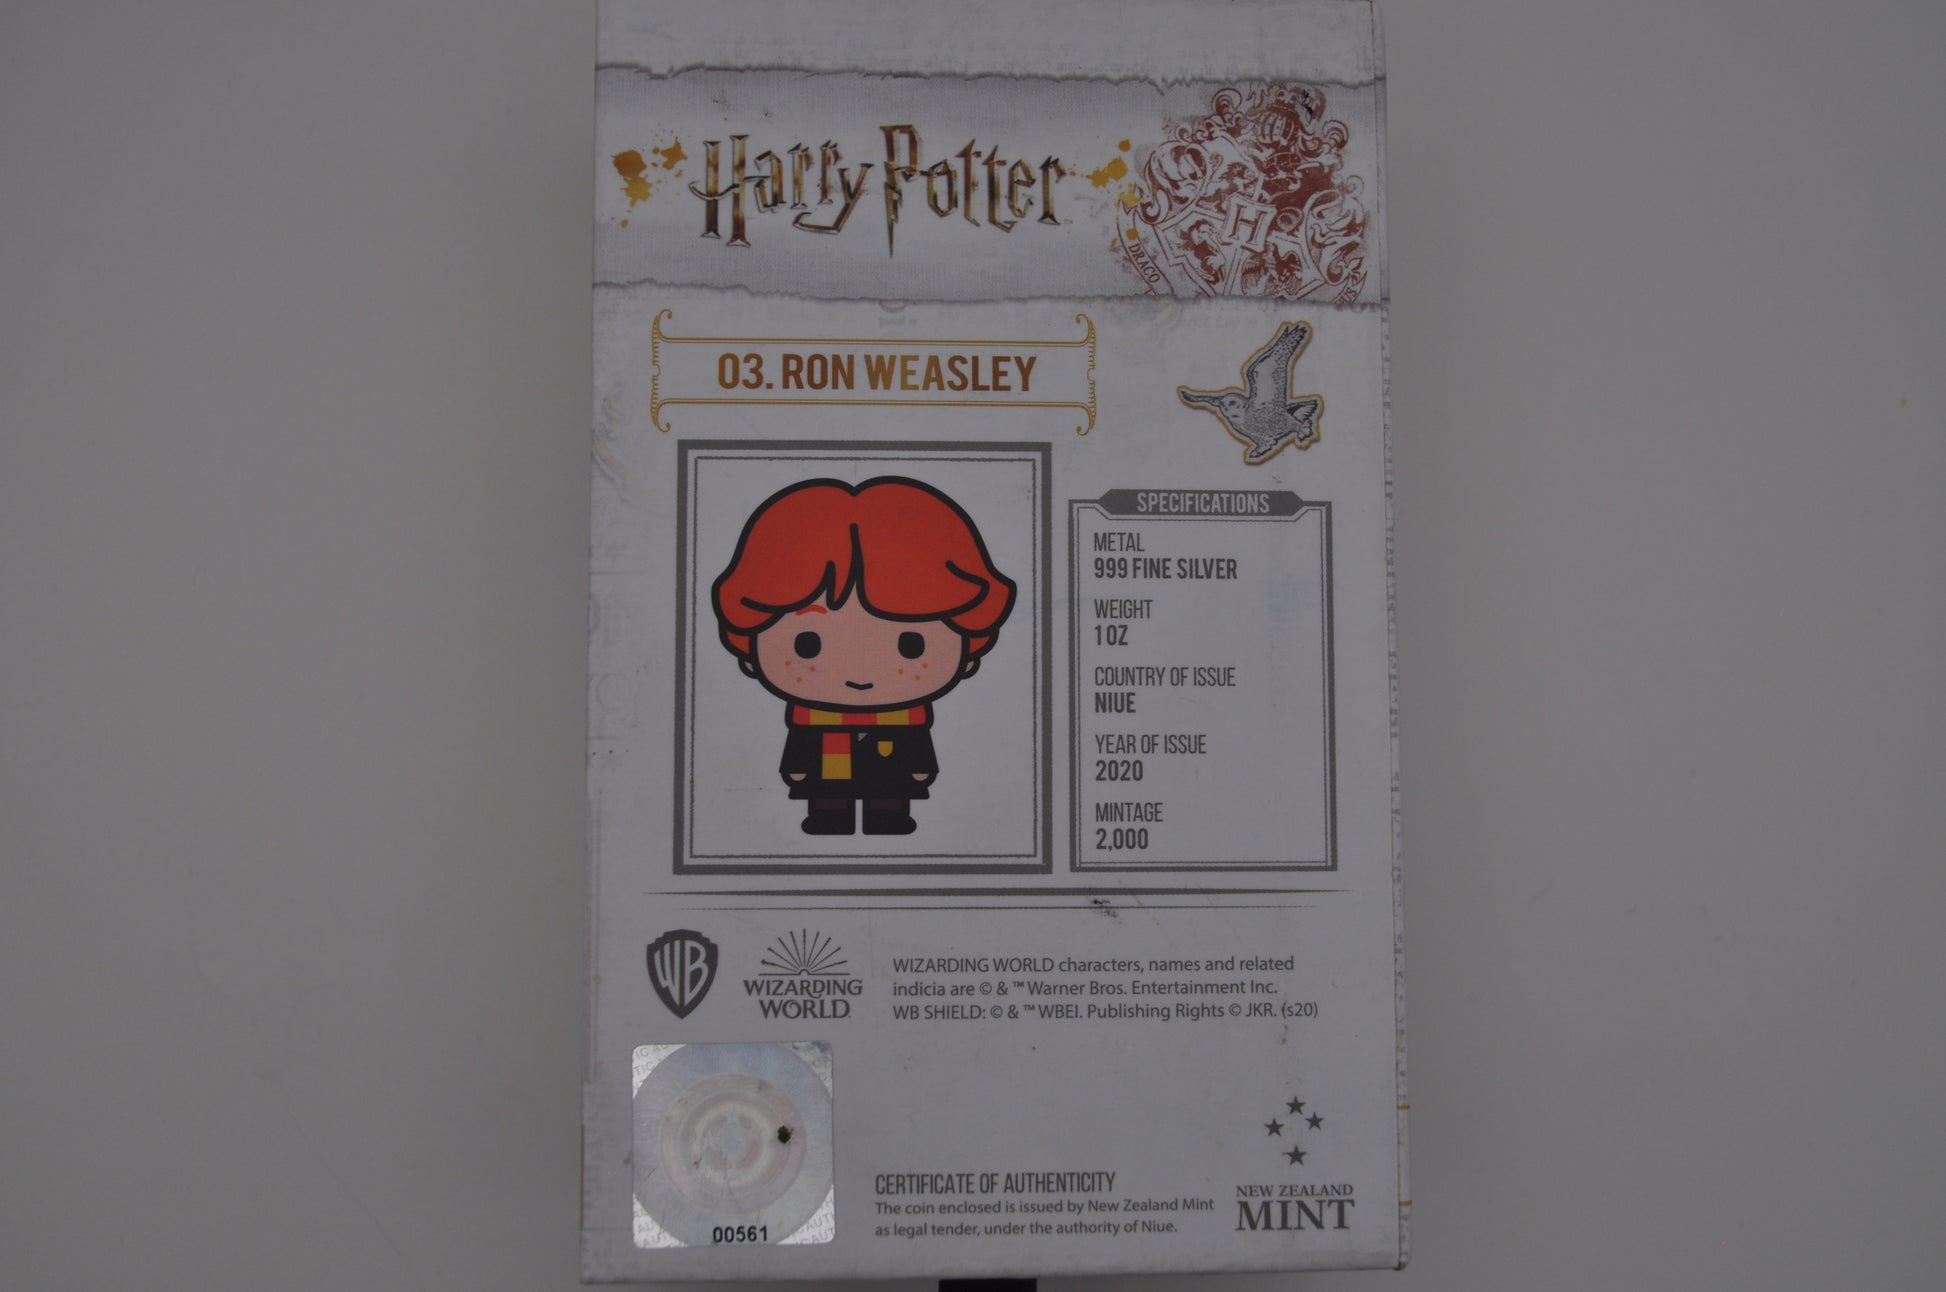 Harry Potter
DRACO
H
03. RON WEASLEY
SPECIFICATIONS
METAL
999 FINE SILVER
WEIGHT
1 OZ
COUNTRY OF ISSUE
NIUE
YEAR OF ISSUE
2020
MINTAGE
2,000
WB
WIZARDING
WORLD
WIZARDING WORLD characters, names and related
indicia are © & ™ Warner Bros. Entertainment Inc.
WB SHIELD: © & ™ WBEI. Publishing Rights © JKR. (s20)
00561
CERTIFICATE OF AUTHENTICITY
The coin enclosed is issued by New Zealand Mint
as legal tender, under the authority of Niue.
NEW ZEALAND
MINT